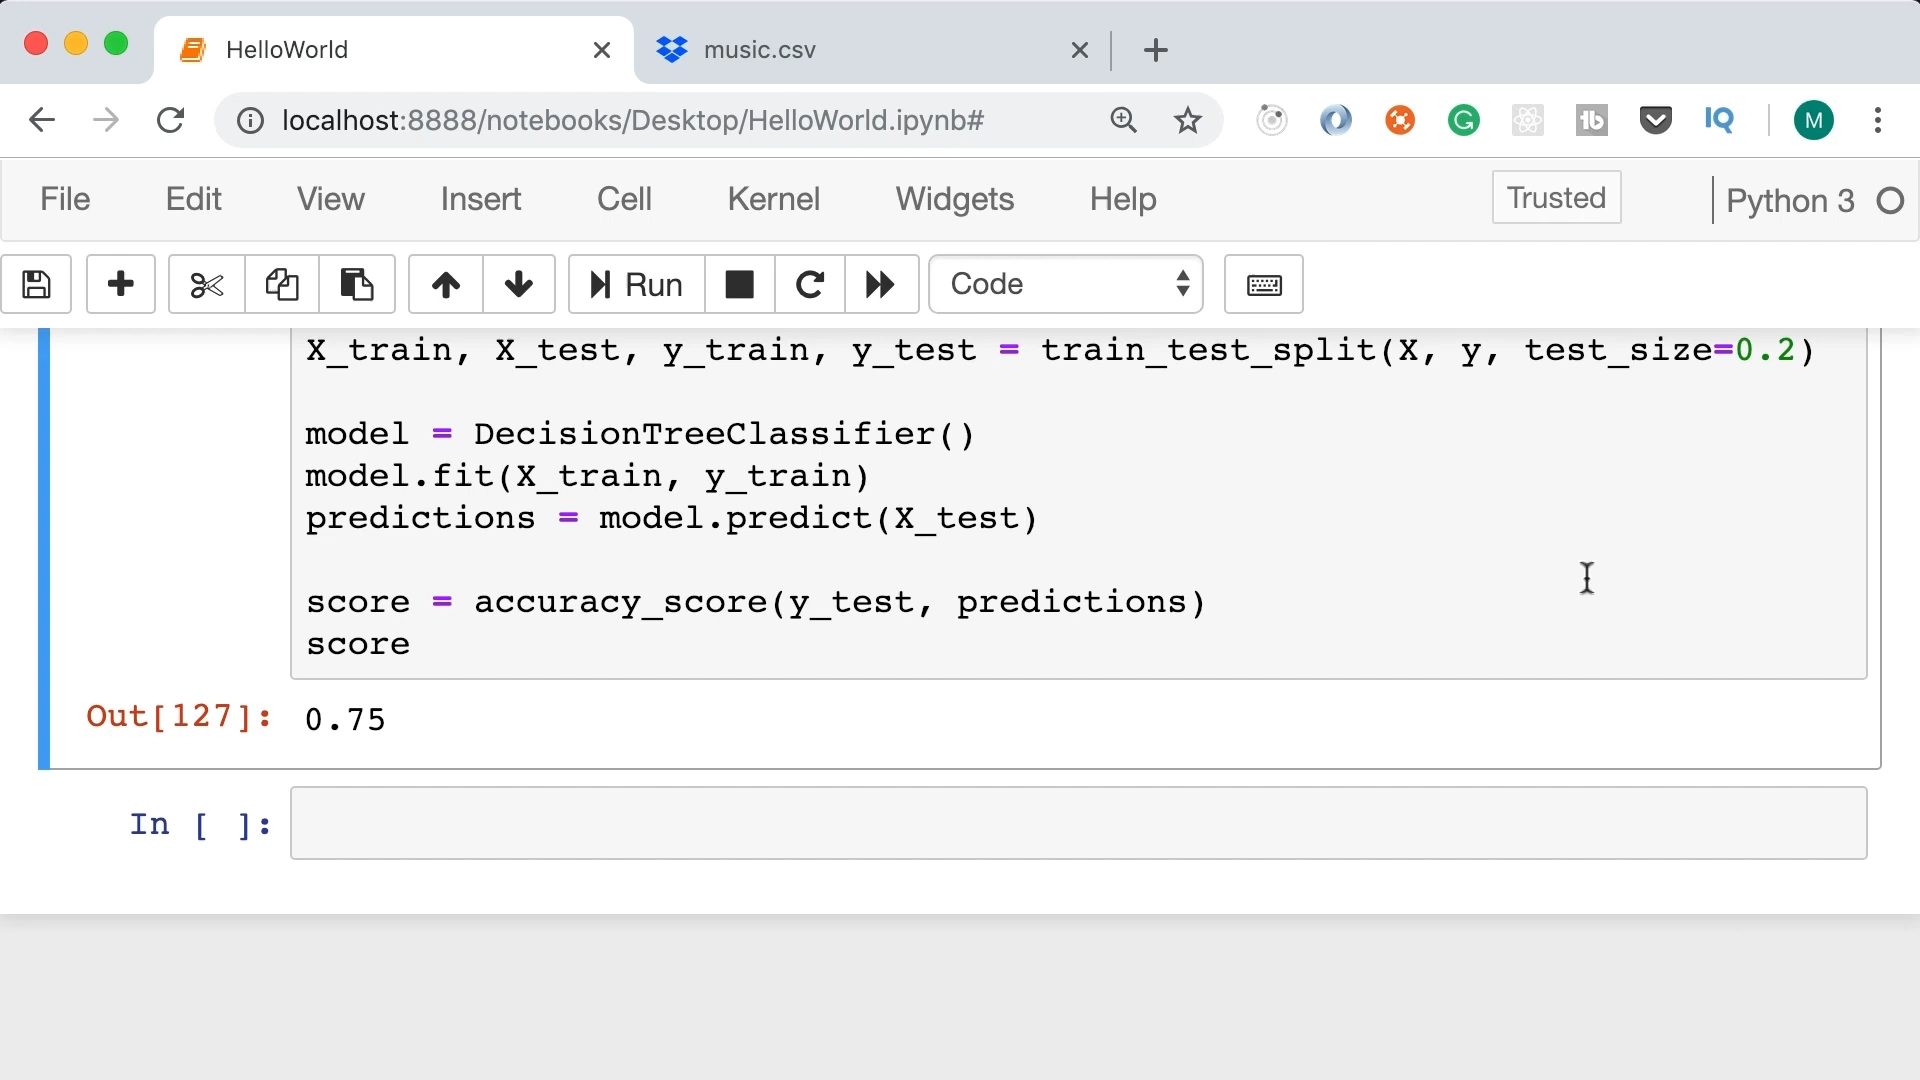 HelloWorld
music.csv
localhost:8888/notebooks/Desktop/HelloWorld.ipynb#
G
tb
IQ
M
File Edit View Insert Cell Kernel Widgets Help Trusted Python 3
Run
Code
X_train, X_test, y_train, y_test = train_test_split(X, y, test_size=0.2)
model = DecisionTreeClassifier()
model.fit(X_train, y_train)
predictions = model.predict(X_test)
score = accuracy_score(y_test, predictions)
score
Out[127]: 0.75
In [ ]: